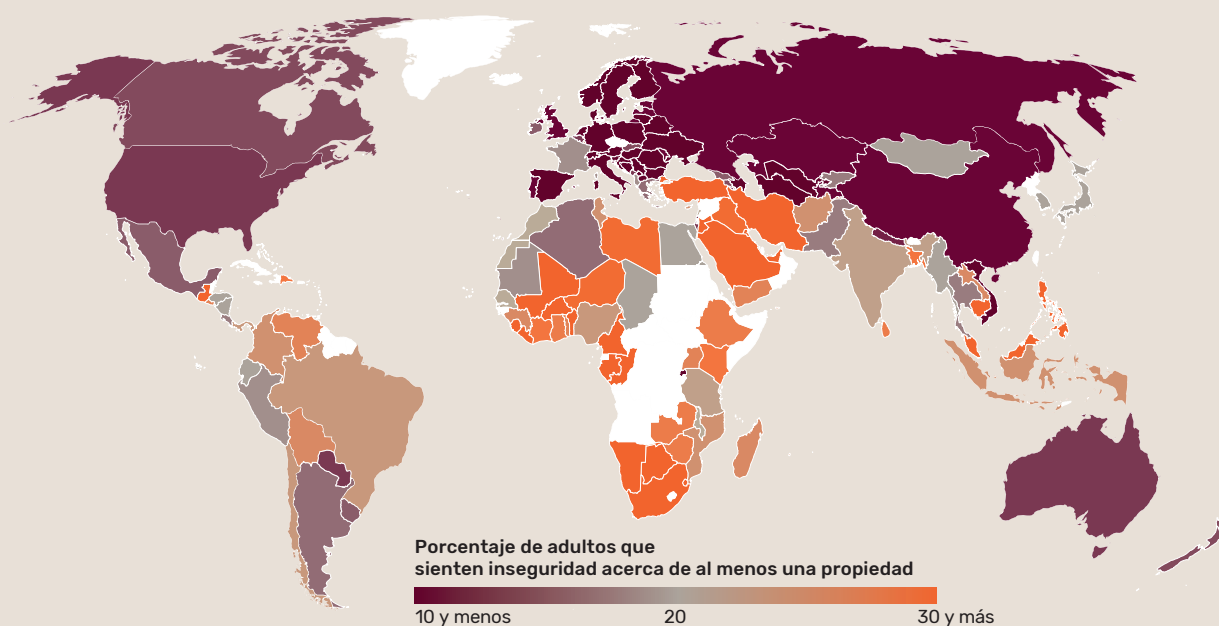 Porcentaje de adultos que
sienten inseguridad acerca de al menos una propiedad
10 y menos
20
30 y más